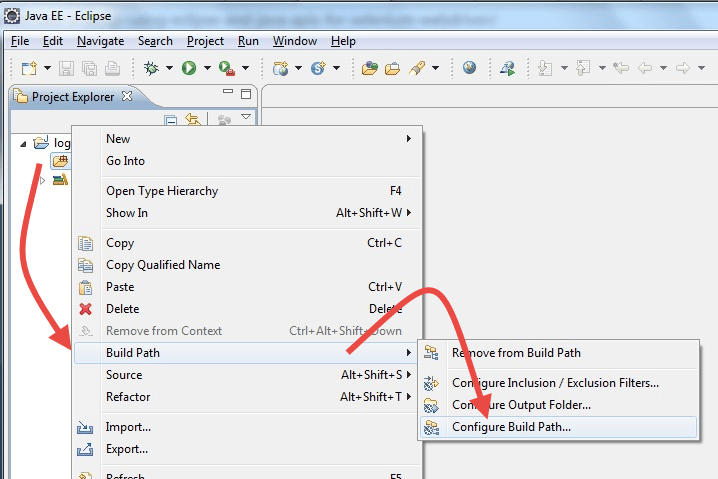 Java EE - Eclipse
File Edit Navigate Search Project Run Window Help
Project Explorer
log
New
Go Into
Open Type Hierarchy F4
Show In Alt+Shift+W
Copy Ctrl+C
Copy Qualified Name
Paste Ctrl+V
Delete Delete
Remove from Context Ctrl+Alt+Shift+Down
Build Path
Remove from Build Path
Source Alt+Shift+S
Configure Inclusion / Exclusion Filters...
Refactor Alt+Shift+T
Configure Output Folder...
Import...
Configure Build Path...
Export...
Refresh F5